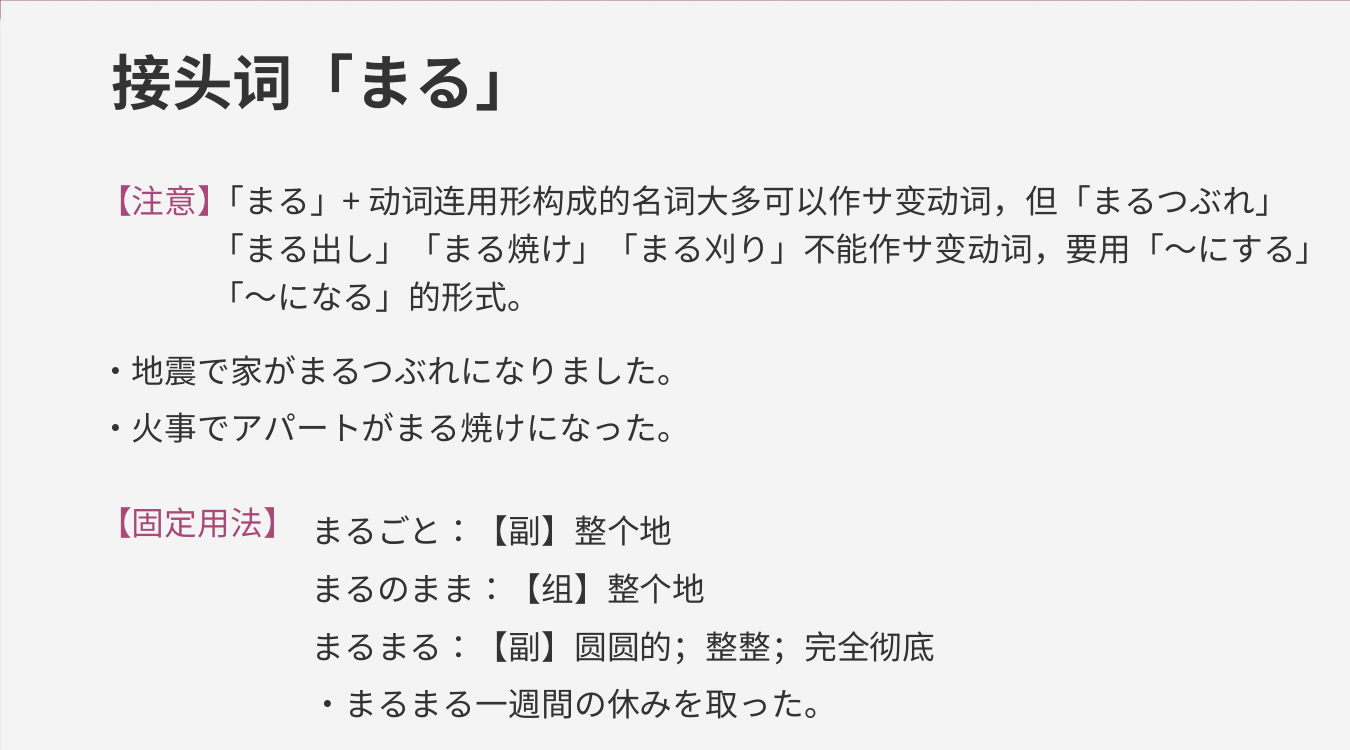 接头词「まる」
【注意】「まる」+ 动词连用形构成的名词大多可以作サ变动词，但「まるつぶれ」
「まる出し」「まる焼け」「まる刈り」不能作サ变动词，要用「～にする」
「～になる」的形式。
・地震で家がまるつぶれになりました。
・火事でアパートがまる焼けになった。
【固定用法】 まるごと：【副】整个地
まるのまま：【组】整个地
まるまる：【副】圆圆的；整整；完全彻底
・まるまる一週間の休みを取った。